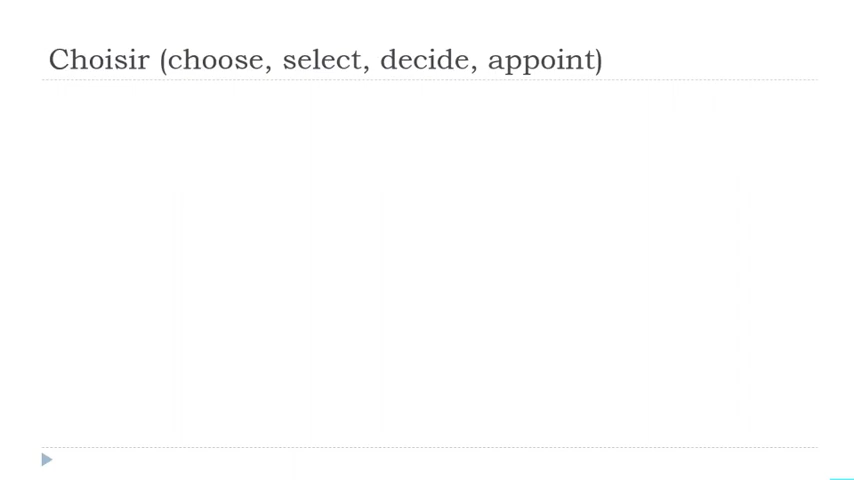 Choisir (choose, select, decide, appoint)